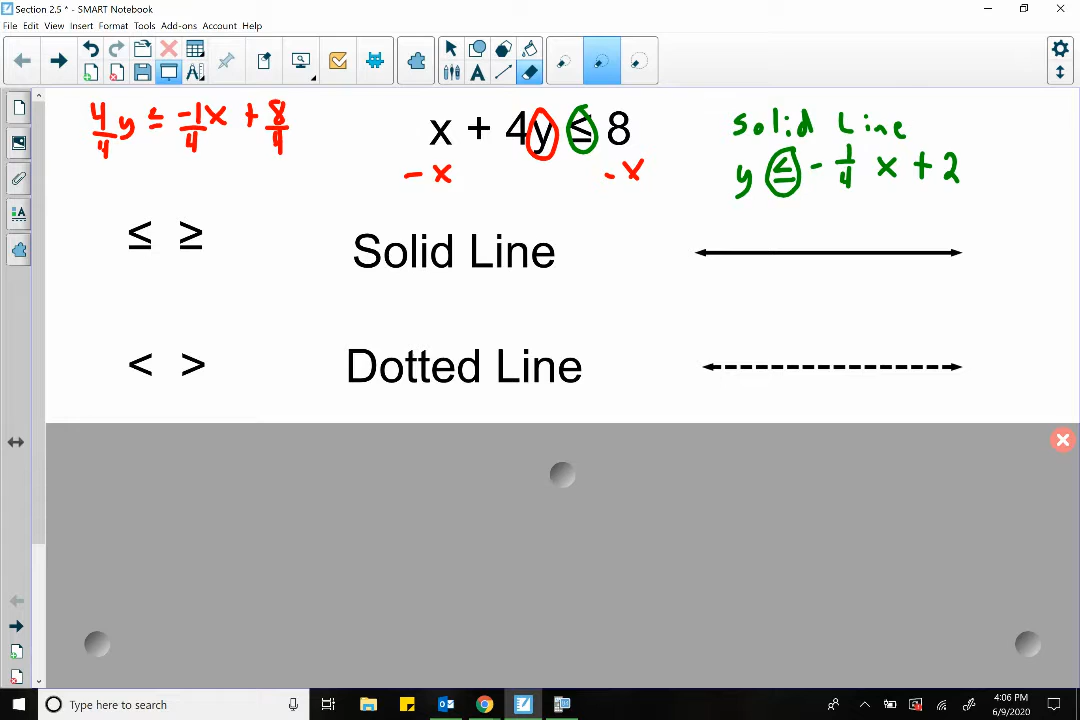 Section 2.5 * - SMART Notebook
File Edit View Insert Format Tools Add-ons Account Help
4/4 y ≤ -1/4 x + 8/4
x + 4y ≤ 8
- x - x
Solid Line
y ≤ - 1/4 x + 2
≤ ≥ Solid Line
< > Dotted Line
Type here to search
4:06 PM
6/9/2020